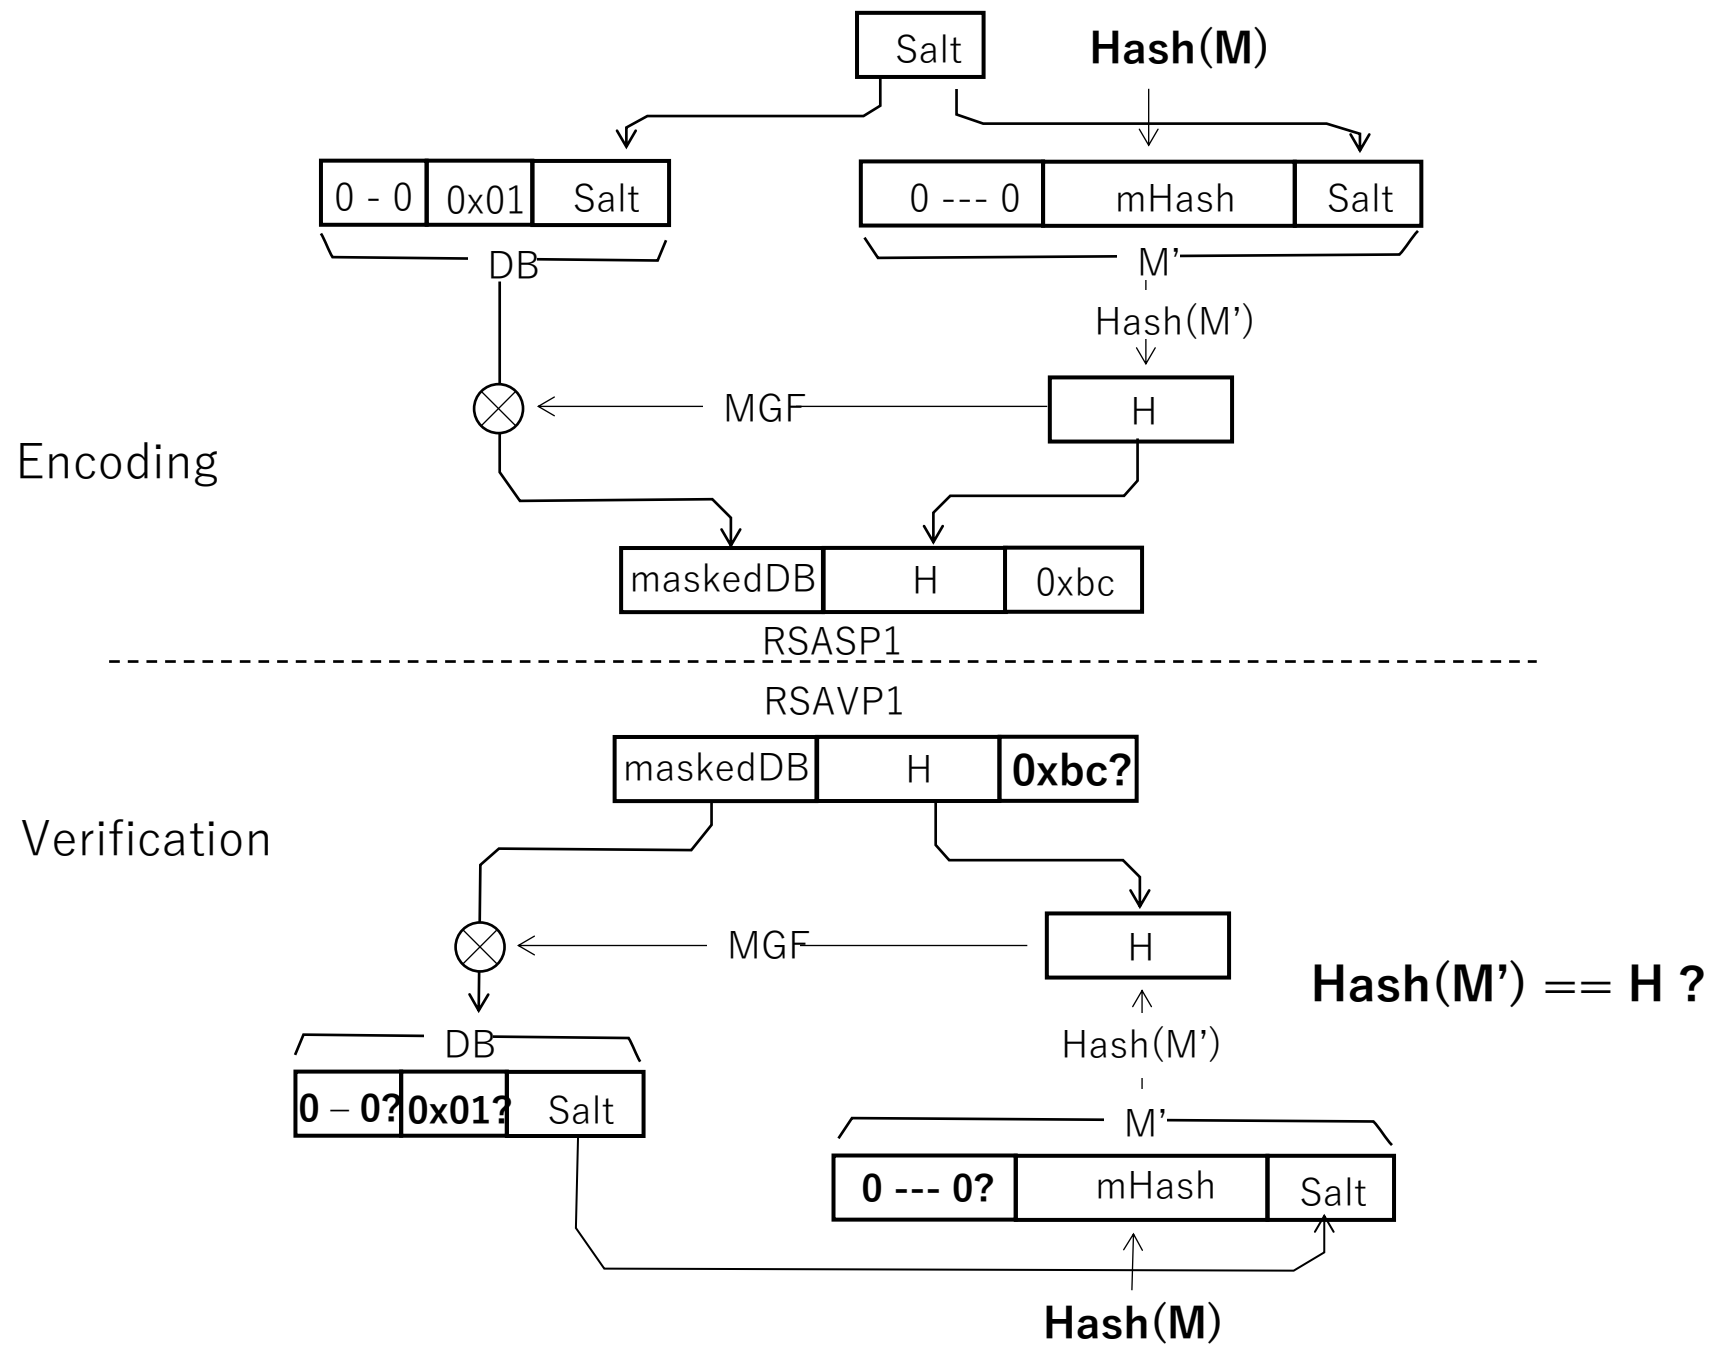 Salt
Hash(M)
0 - 0
0x01
Salt
0 --- 0
mHash
Salt
DB
M’
Hash(M’)
MGF
H
Encoding
maskedDB
H
0xbc
RSASP1
RSAVP1
maskedDB
H
0xbc?
Verification
MGF
H
Hash(M’) == H ?
DB
Hash(M’)
0 – 0?
0x01?
Salt
M’
0 --- 0?
mHash
Salt
Hash(M)